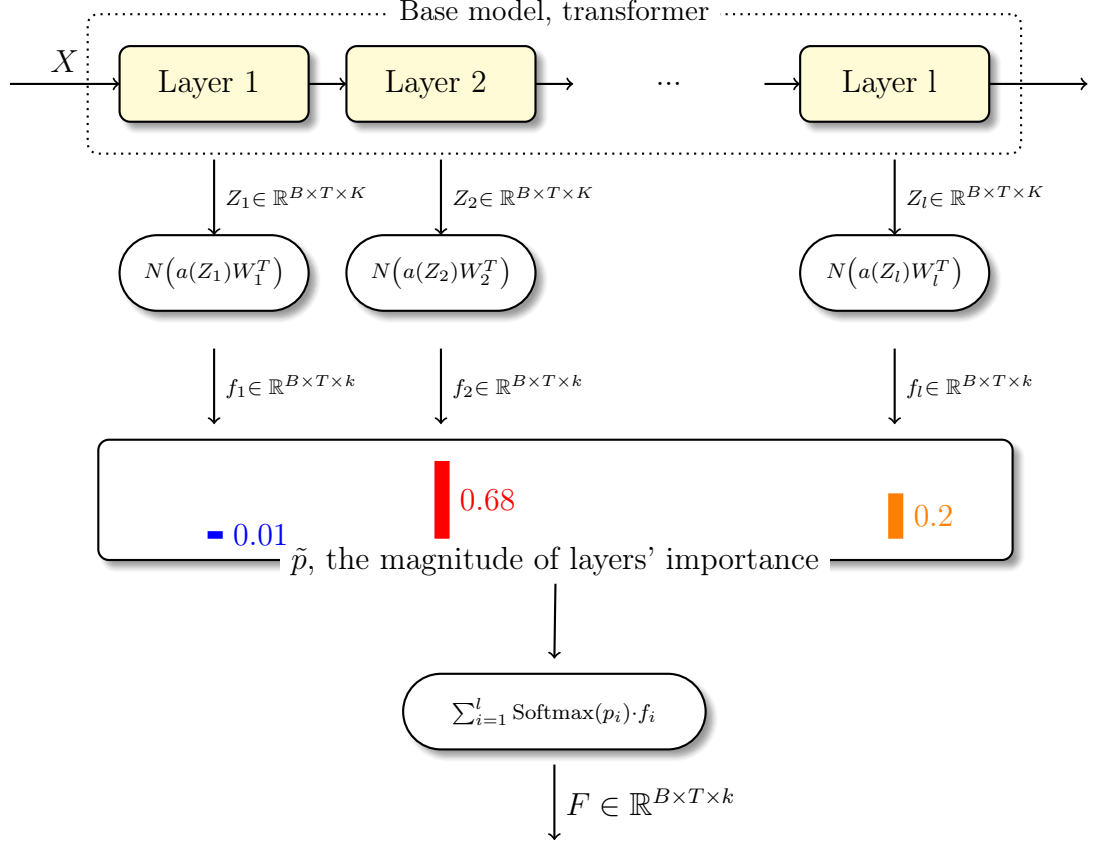 Base model, transformer
X
Layer 1
Layer 2
...
Layer l
Z₁∈ ℝ^{B×T×K}
Z₂∈ ℝ^{B×T×K}
Z_l∈ ℝ^{B×T×K}
N(a(Z₁)W₁^T)
N(a(Z₂)W₂^T)
N(a(Z_l)W_l^T)
f₁∈ ℝ^{B×T×k}
f₂∈ ℝ^{B×T×k}
f_l∈ ℝ^{B×T×k}
0.01
0.68
0.2
p̃, the magnitude of layers' importance
∑_{i=1}^{l} Softmax(p_i)·f_i
F ∈ ℝ^{B×T×k}